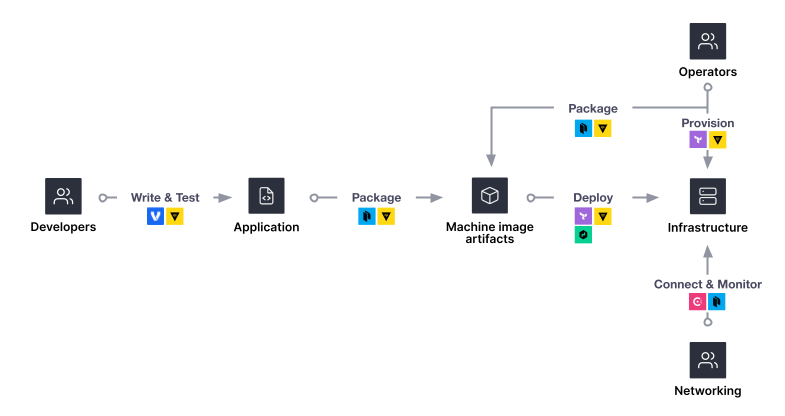 Operators
Package
Provision
Write & Test
Package
Deploy
Developers
Application
Machine image
artifacts
Infrastructure
Connect & Monitor
Networking